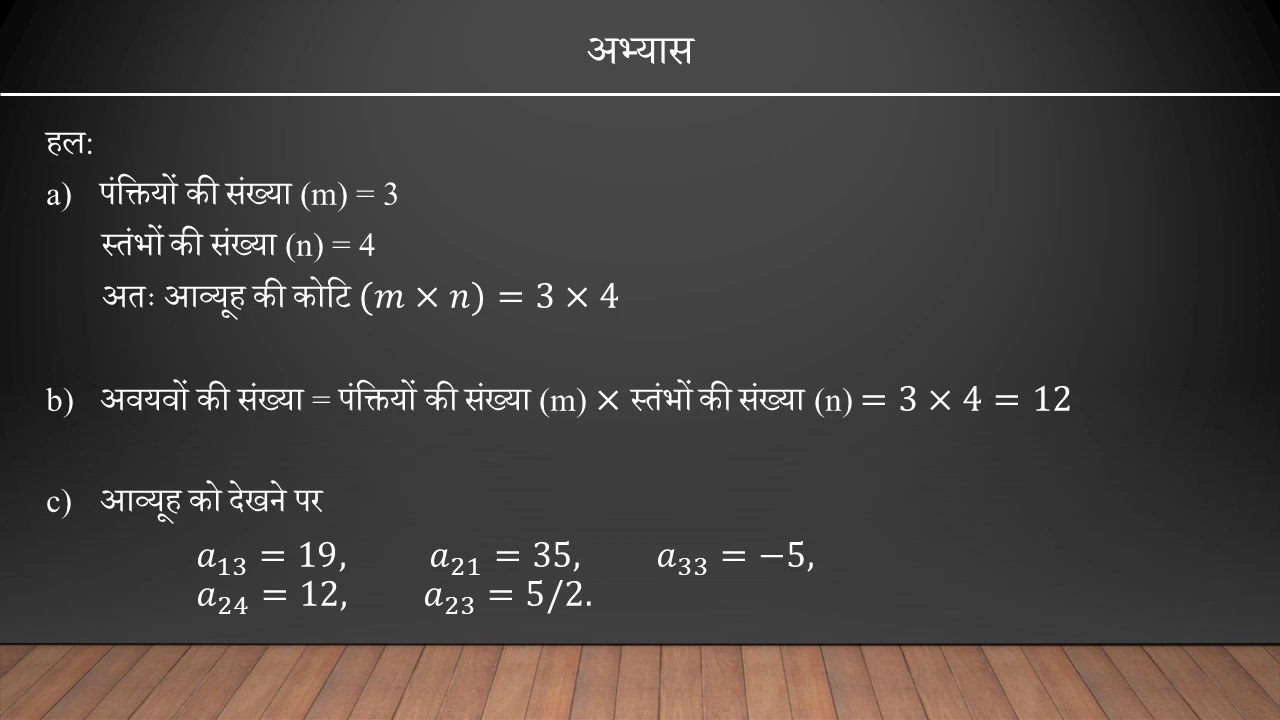 अभ्यास
हल:
a) पंक्तियों की संख्या (m) = 3
स्तंभों की संख्या (n) = 4
अतः आव्यूह की कोटि (𝑚 × 𝑛) = 3 × 4
b) अवयवों की संख्या = पंक्तियों की संख्या (m) × स्तंभों की संख्या (n) = 3 × 4 = 12
c) आव्यूह को देखने पर
𝑎₁₃ = 19, 𝑎₂₁ = 35, 𝑎₃₃ = −5,
𝑎₂₄ = 12, 𝑎₂₃ = 5/2.